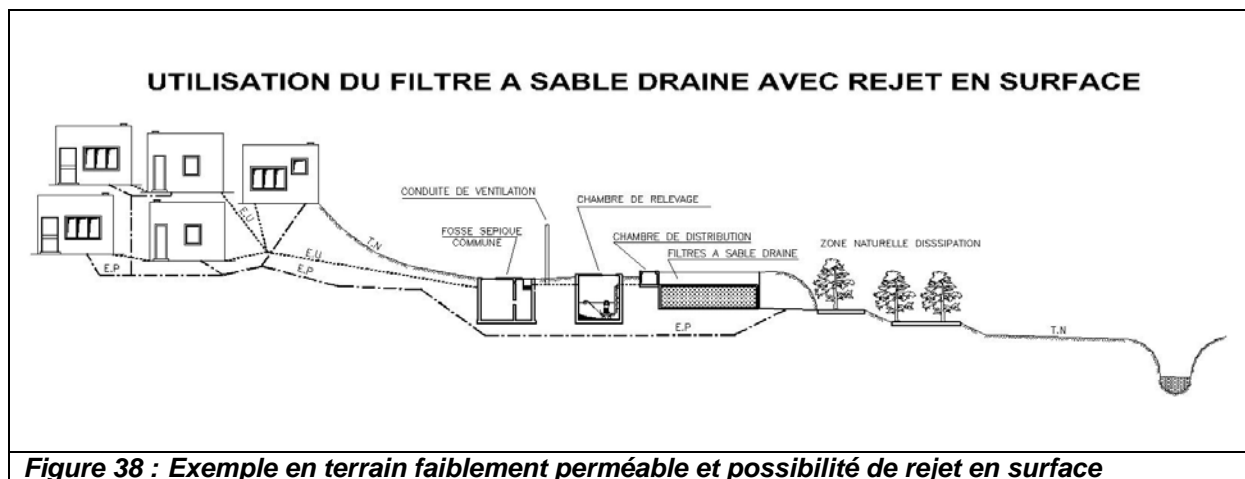 UTILISATION DU FILTRE A SABLE DRAINE AVEC REJET EN SURFACE
CONDUITE DE VENTILATION
CHAMBRE DE RELEVAGE
FOSSE SEPIQUE
COMMUNE
CHAMBRE DE DISTRIBUTION
FILTRES A SABLE DRAINE
ZONE NATURELLE DISSSIPATION
E.U
T.N
E.U
E.P
E.P
E.P
T.N
Figure 38 : Exemple en terrain faiblement perméable et possibilité de rejet en surface